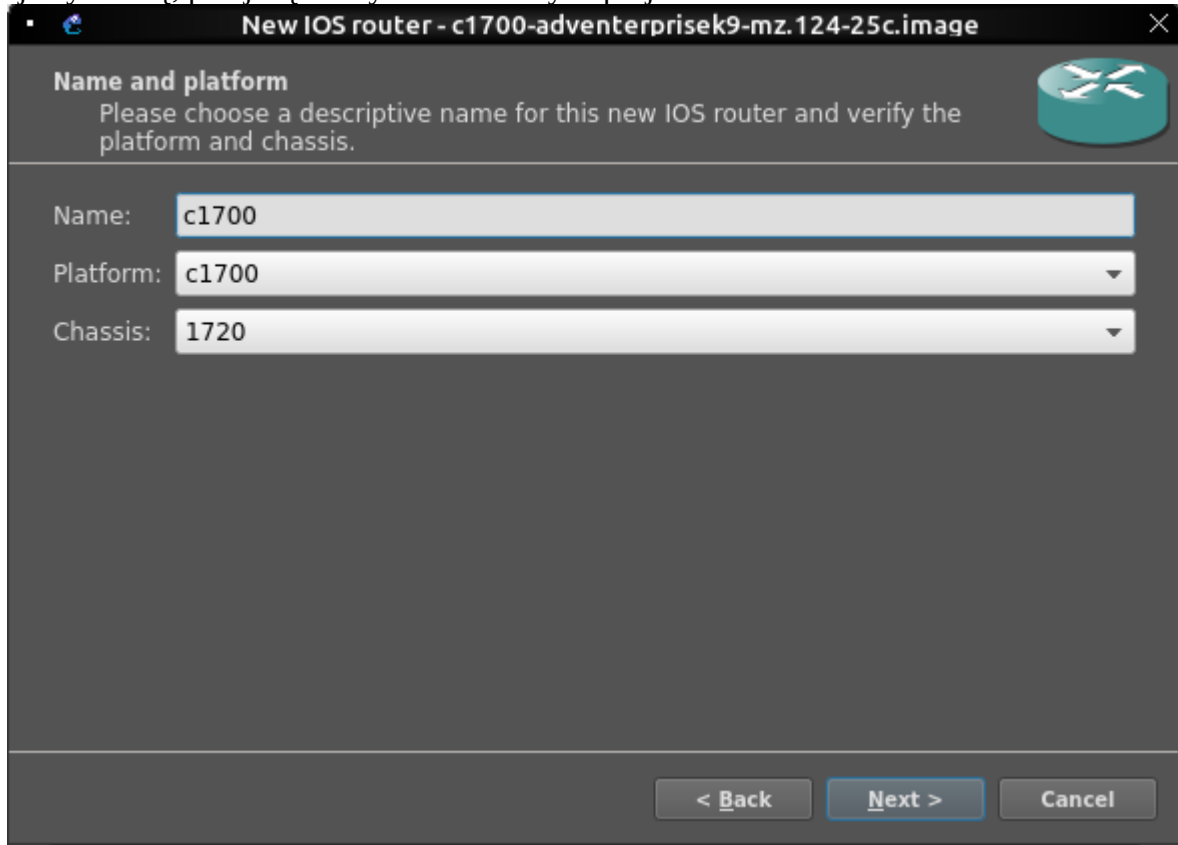 New IOS router - c1700-adventerprisek9-mz.124-25c.image
Name and platform
Please choose a descriptive name for this new IOS router and verify the
platform and chassis.
Name: c1700
Platform: c1700
Chassis: 1720
< Back Next > Cancel